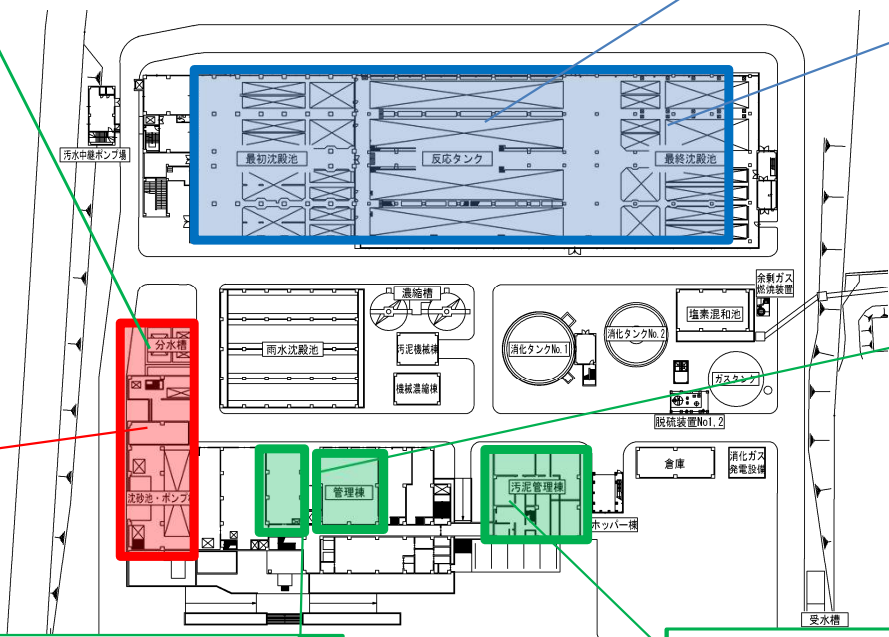 汚水中継ポンプ場
最初沈殿池
反応タンク
最終沈殿池
分水槽
雨水沈殿池
濃縮槽
汚泥機械棟
機械濃縮棟
消化タンクNo.1
消化タンクNo.2
塩素混和池
余剰ガス
燃焼装置
ガスタンク
脱硫装置No1,2
沈砂池・ポンプ
管理棟
汚泥管理棟
ホッパー棟
倉庫
消化ガス
発電設備
受水槽